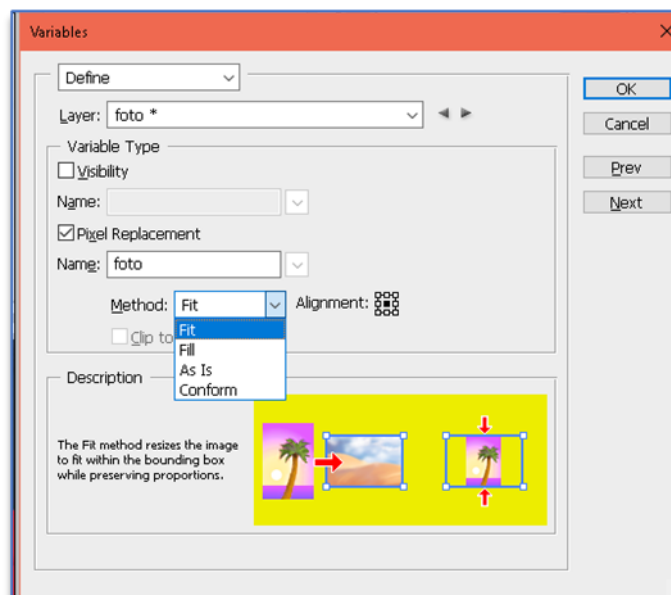 Variables
Define
OK
Layer: foto *
Cancel
Variable Type
Visibility
Prev
Name:
Next
Pixel Replacement
Name: foto
Method: Fit Alignment:
Fit
Clip to
Fill
As Is
Conform
Description
The Fit method resizes the image
to fit within the bounding box
while preserving proportions.